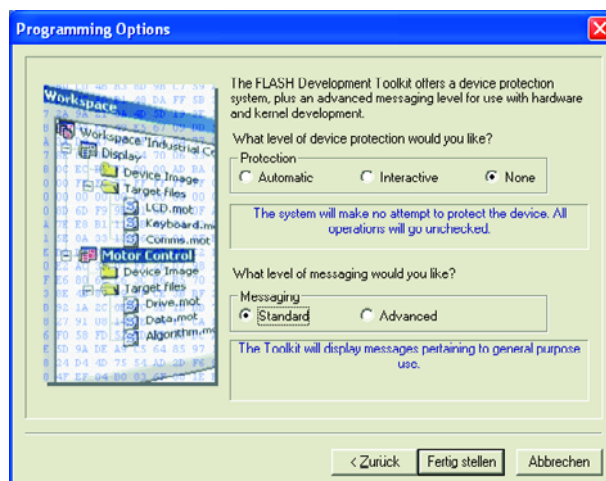 Programming Options
Workspace
Workspace 'Industrial Co
Display
Device Image
Target files
LCD.mot
Keyboard.m
Comms.mot
Motor Control
Device Image
Target files
Drive.mot
Data.mot
Algorithm.mo
The FLASH Development Toolkit offers a device protection
system, plus an advanced messaging level for use with hardware
and kernel development.
What level of device protection would you like?
Protection
Automatic
Interactive
None
The system will make no attempt to protect the device. All
operations will go unchecked.
What level of messaging would you like?
Messaging
Standard
Advanced
The Toolkit will display messages pertaining to general purpose
use.
< Zurück
Fertig stellen
Abbrechen